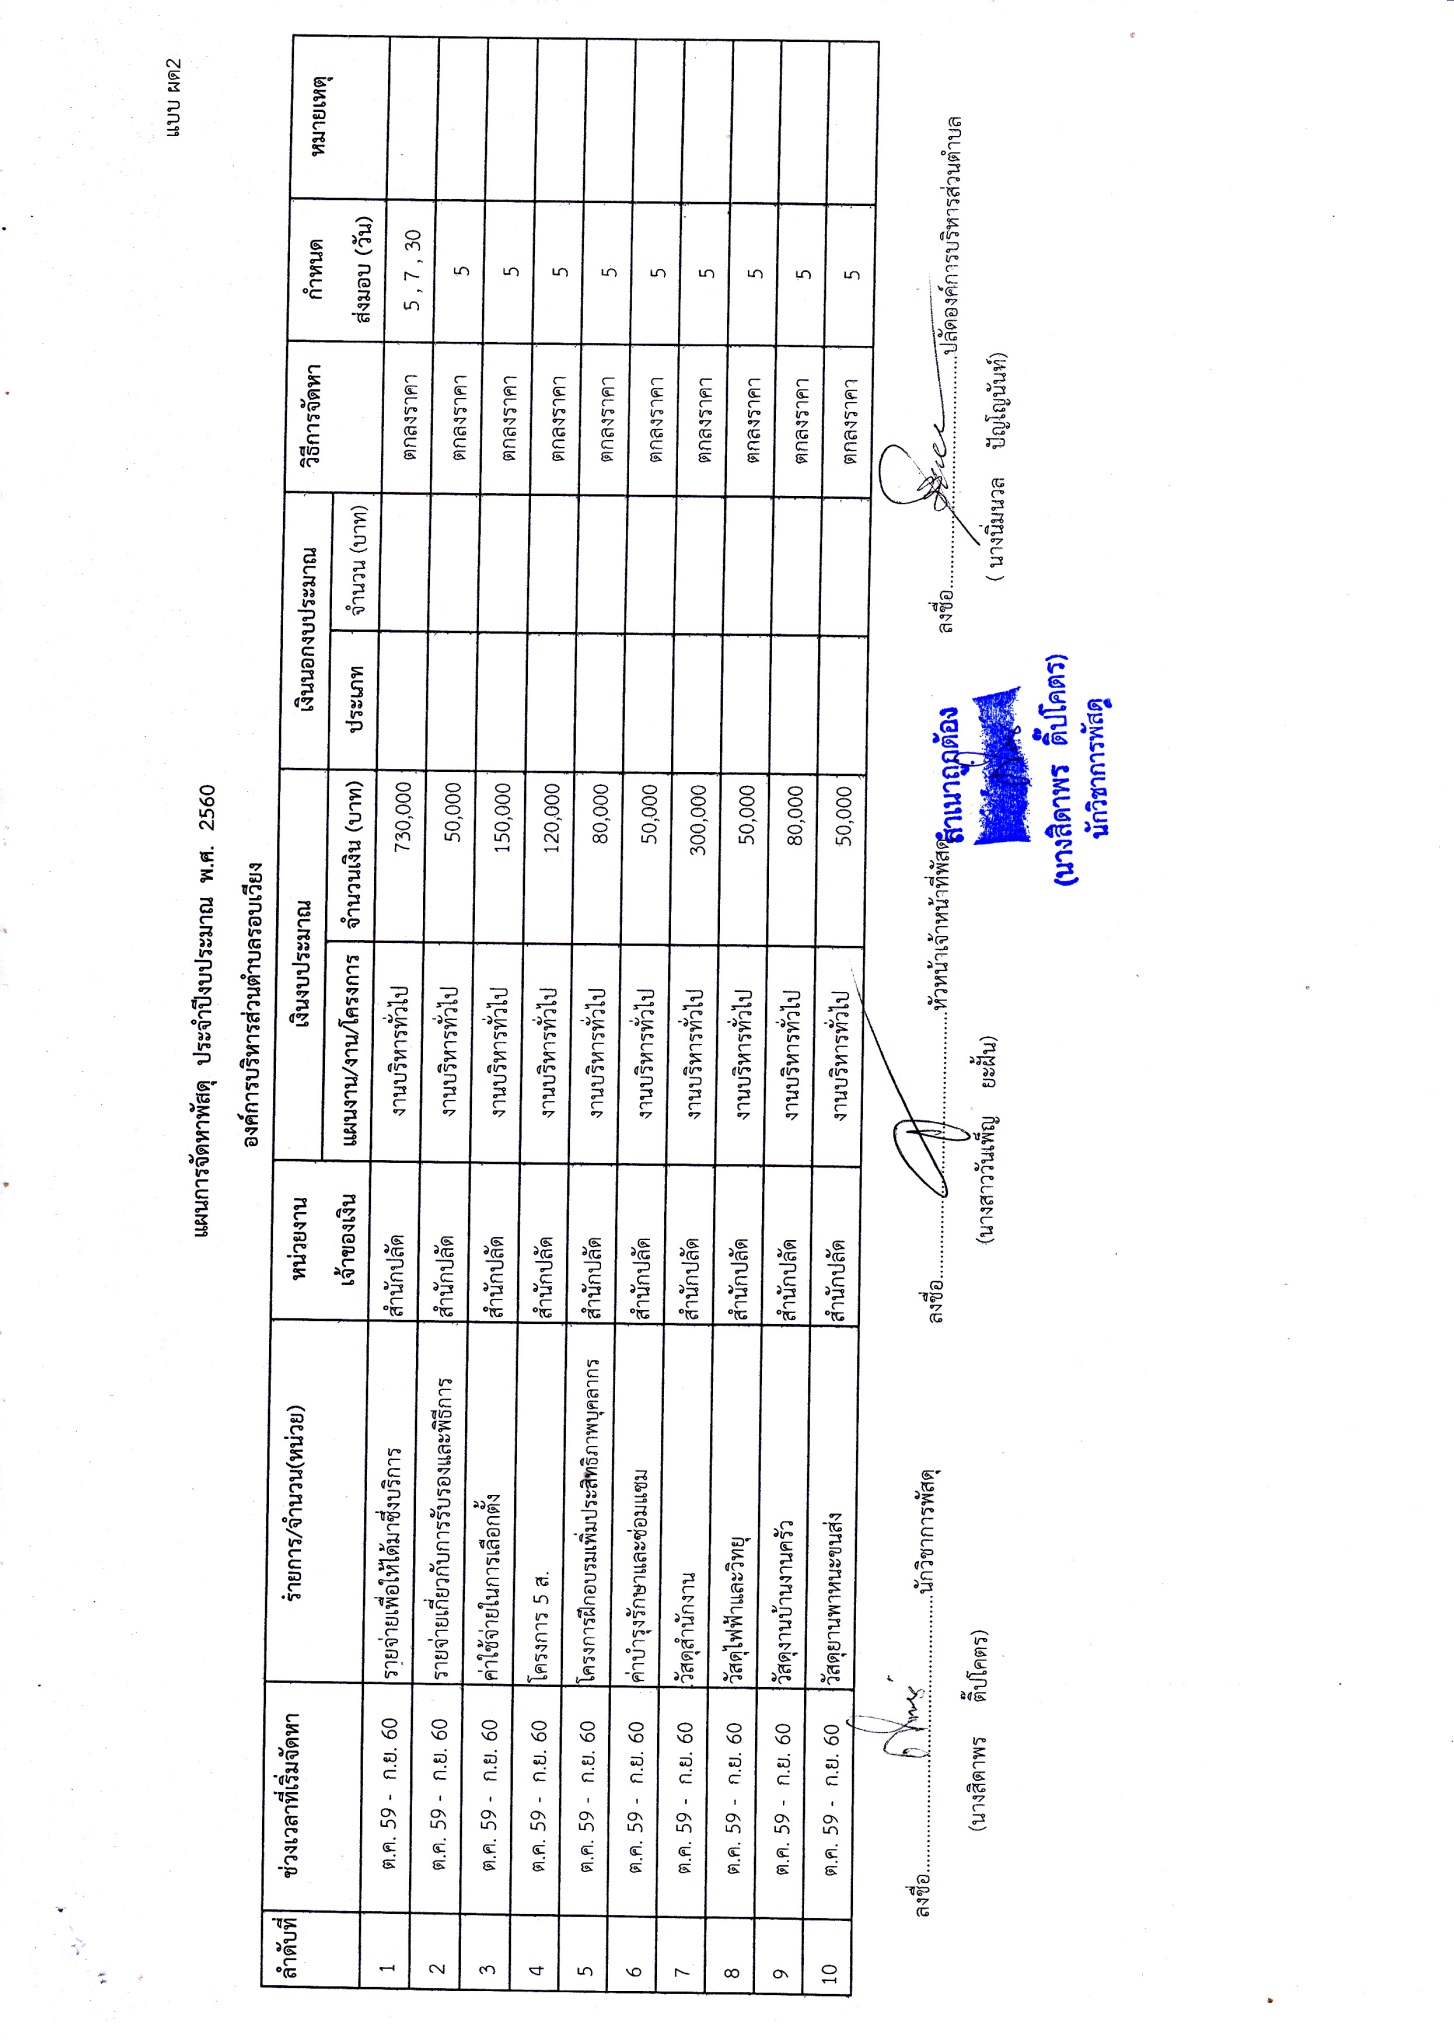 แบบ ผด2
แผนการจัดหาพัสดุ ประจำปีงบประมาณ พ.ศ. 2560
องค์การบริหารส่วนตำบลรอบเวียง
ลำดับที่ ช่วงเวลาที่เริ่มจัดหา รายการ/จำนวน(หน่วย) หน่วยงาน เงินงบประมาณ เงินนอกงบประมาณ วิธีการจัดหา กำหนด หมายเหตุ
เจ้าของเงิน แผนงาน/งาน/โครงการ จำนวนเงิน (บาท) ประเภท จำนวน (บาท) ส่งมอบ (วัน)
1 ต.ค. 59 - ก.ย. 60 รายจ่ายเพื่อให้ได้มาซึ่งบริการ สำนักปลัด งานบริหารทั่วไป 730,000 ตกลงราคา 5 , 7 , 30
2 ต.ค. 59 - ก.ย. 60 รายจ่ายเกี่ยวกับการรับรองและพิธีการ สำนักปลัด งานบริหารทั่วไป 50,000 ตกลงราคา 5
3 ต.ค. 59 - ก.ย. 60 ค่าใช้จ่ายในการเลือกตั้ง สำนักปลัด งานบริหารทั่วไป 150,000 ตกลงราคา 5
4 ต.ค. 59 - ก.ย. 60 โครงการ 5 ส. สำนักปลัด งานบริหารทั่วไป 120,000 ตกลงราคา 5
5 ต.ค. 59 - ก.ย. 60 โครงการฝึกอบรมเพิ่มประสิทธิภาพบุคลากร สำนักปลัด งานบริหารทั่วไป 80,000 ตกลงราคา 5
6 ต.ค. 59 - ก.ย. 60 ค่าบำรุงรักษาและซ่อมแซม สำนักปลัด งานบริหารทั่วไป 50,000 ตกลงราคา 5
7 ต.ค. 59 - ก.ย. 60 วัสดุสำนักงาน สำนักปลัด งานบริหารทั่วไป 300,000 ตกลงราคา 5
8 ต.ค. 59 - ก.ย. 60 วัสดุไฟฟ้าและวิทยุ สำนักปลัด งานบริหารทั่วไป 50,000 ตกลงราคา 5
9 ต.ค. 59 - ก.ย. 60 วัสดุงานบ้านงานครัว สำนักปลัด งานบริหารทั่วไป 80,000 ตกลงราคา 5
10 ต.ค. 59 - ก.ย. 60 วัสดุยานพาหนะขนส่ง สำนักปลัด งานบริหารทั่วไป 50,000 ตกลงราคา 5
ลงชื่อ..............................นักวิชาการพัสดุ
(นางสิตาพร ติ๊ปโคตร)
ลงชื่อ..............................หัวหน้าเจ้าหน้าที่พัสดุ
(นางสาววันเพ็ญ ยะฝั้น)
สำเนาถูกต้อง
(นางสิตาพร ติ๊ปโคตร)
นักวิชาการพัสดุ
ลงชื่อ..............................ปลัดองค์การบริหารส่วนตำบล
( นางนิ่มนวล ปัญโญนันท์)